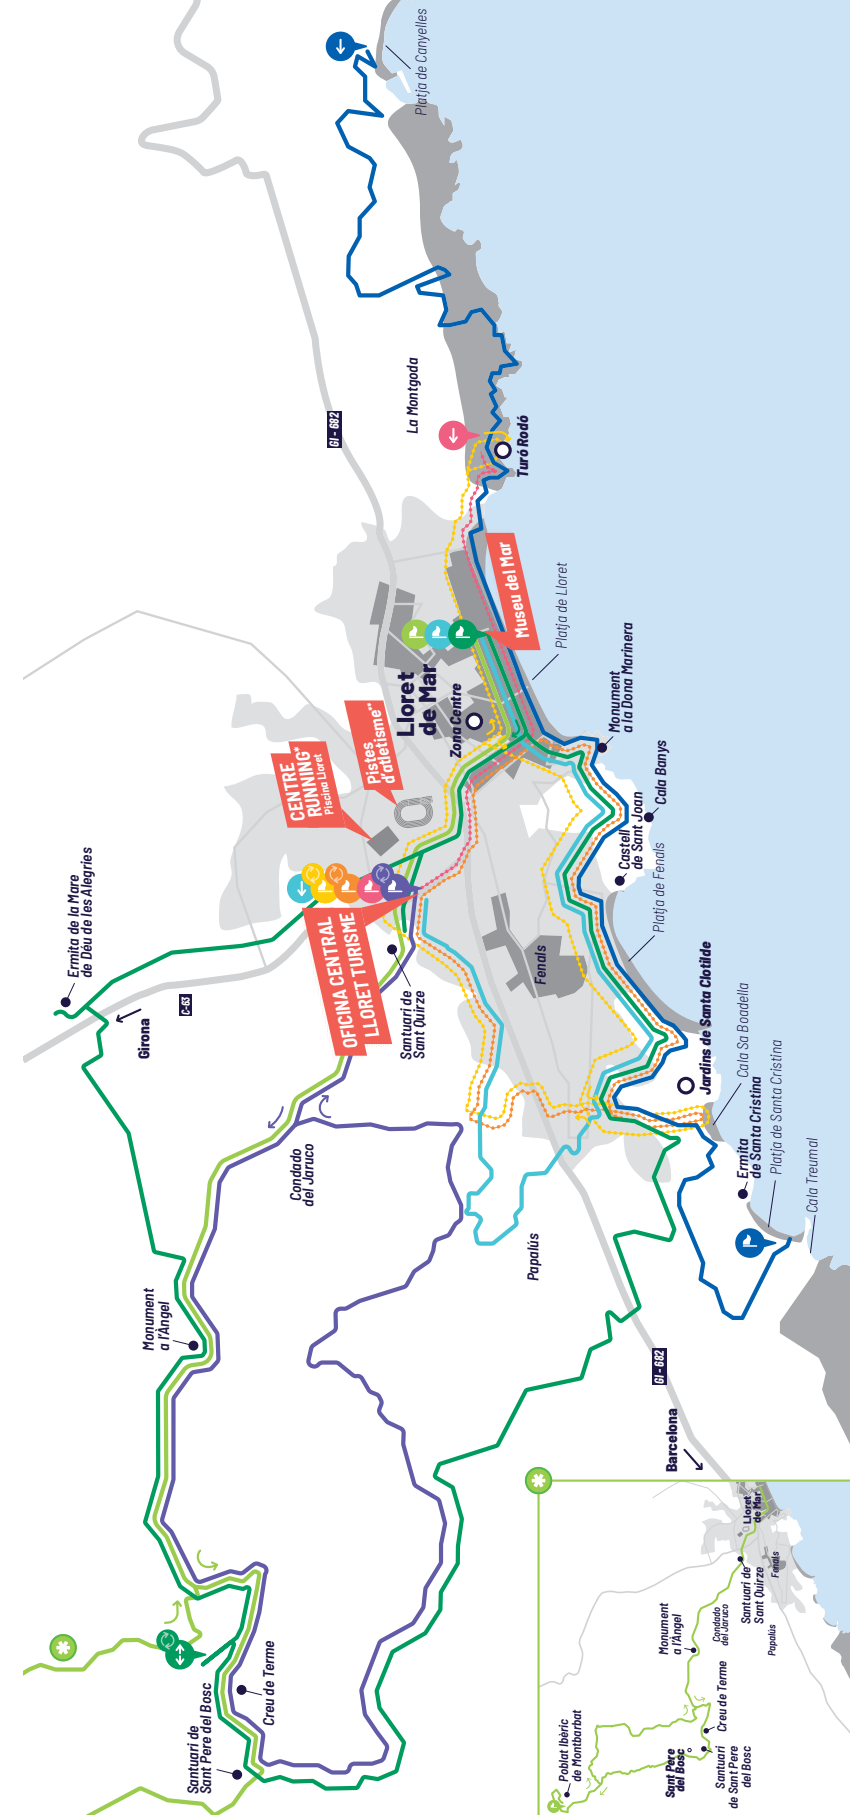 Platja de Canyelles
GI - 682
La Montgoda
Turó Rodó
Museu del Mar
Platja de Lloret
Lloret
de Mar
Zona Centre
Monument
a la Dona Marinera
Pistes
d'atletisme**
CENTRE
RUNNING*
Piscina Lloret
Cala Banys
Castell
de Sant Joan
Platja de Fenals
Ermita de la Mare
de Déu de les Alegries
C-63
Girona
OFICINA CENTRAL
LLORET TURISME
Santuari de
Sant Quirze
Fenals
Jardins de Santa Clotilde
Cala Sa Boadella
Ermita
de Santa Cristina
Platja de Santa Cristina
Cala Treumal
Condado
del Jaruco
Papalús
Monument
a l'Àngel
GI - 682
Barcelona
Creu de Terme
Santuari de
Sant Pere del Bosc
Lloret
de Mar
Fenals
Santuari de
Sant Quirze
Condado
del Jaruco
Papalús
Monument
a l'Àngel
Creu de Terme
Sant Pere
del Bosc
Santuari
de Sant Pere
del Bosc
Poblat Ibèric
de Montbarbat